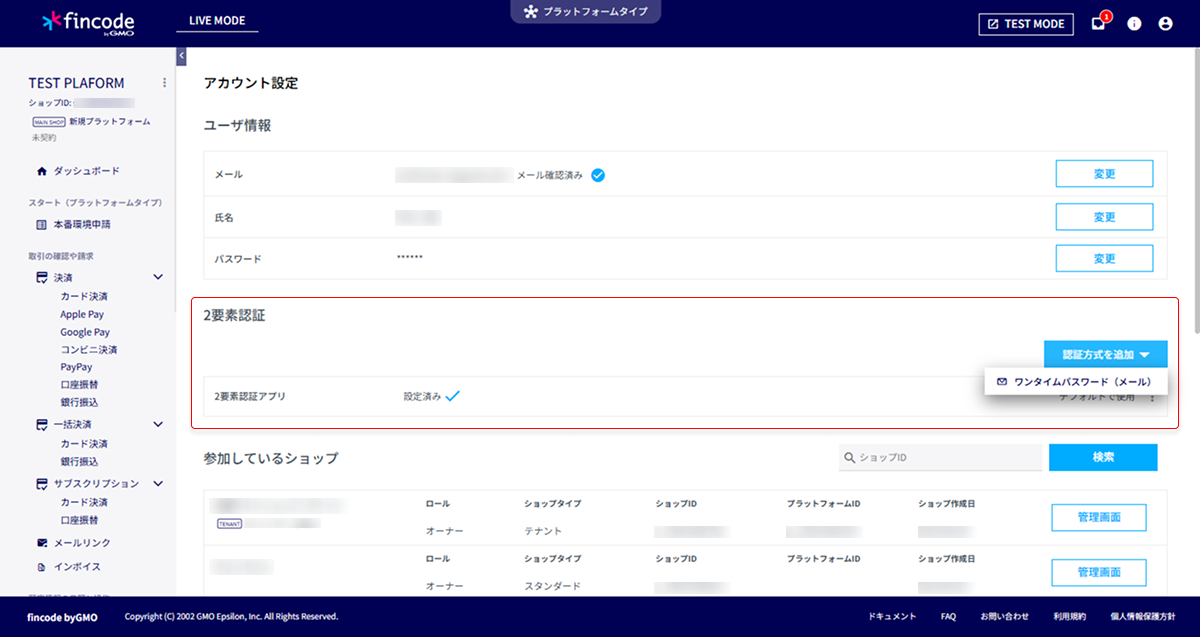 fincode
byGMO
LIVE MODE
プラットフォームタイプ
TEST MODE
1
TEST PLAFORM
ショップID:
MAIN SHOP 新規プラットフォーム
未契約
ダッシュボード
スタート（プラットフォームタイプ）
本番環境申請
取引の確認や請求
決済
カード決済
Apple Pay
Google Pay
コンビニ決済
PayPay
口座振替
銀行振込
一括決済
カード決済
銀行振込
サブスクリプション
カード決済
口座振替
メールリンク
インボイス
アカウント設定
ユーザ情報
メール メール確認済み 変更
氏名 変更
パスワード •••••• 変更
2要素認証
認証方式を追加
ワンタイムパスワード（メール）
2要素認証アプリ 設定済み デフォルトで使用
参加しているショップ ショップID 検索
ロール ショップタイプ ショップID プラットフォームID ショップ作成日
TENANT
オーナー テナント
管理画面
ロール ショップタイプ ショップID プラットフォームID ショップ作成日
オーナー スタンダード
管理画面
fincode byGMO Copyright (C) 2002 GMO Epsilon, Inc. All Rights Reserved. ドキュメント FAQ お問い合わせ 利用規約 個人情報保護方針